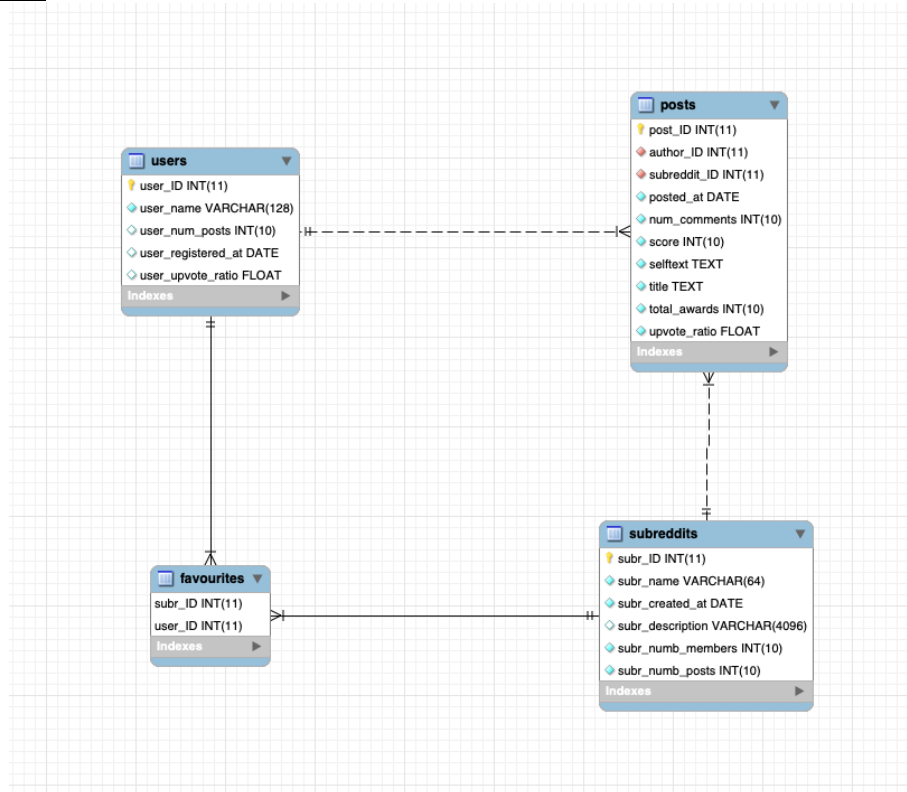 users
user_ID INT(11)
user_name VARCHAR(128)
user_num_posts INT(10)
user_registered_at DATE
user_upvote_ratio FLOAT
Indexes
posts
post_ID INT(11)
author_ID INT(11)
subreddit_ID INT(11)
posted_at DATE
num_comments INT(10)
score INT(10)
selftext TEXT
title TEXT
total_awards INT(10)
upvote_ratio FLOAT
Indexes
favourites
subr_ID INT(11)
user_ID INT(11)
Indexes
subreddits
subr_ID INT(11)
subr_name VARCHAR(64)
subr_created_at DATE
subr_description VARCHAR(4096)
subr_numb_members INT(10)
subr_numb_posts INT(10)
Indexes